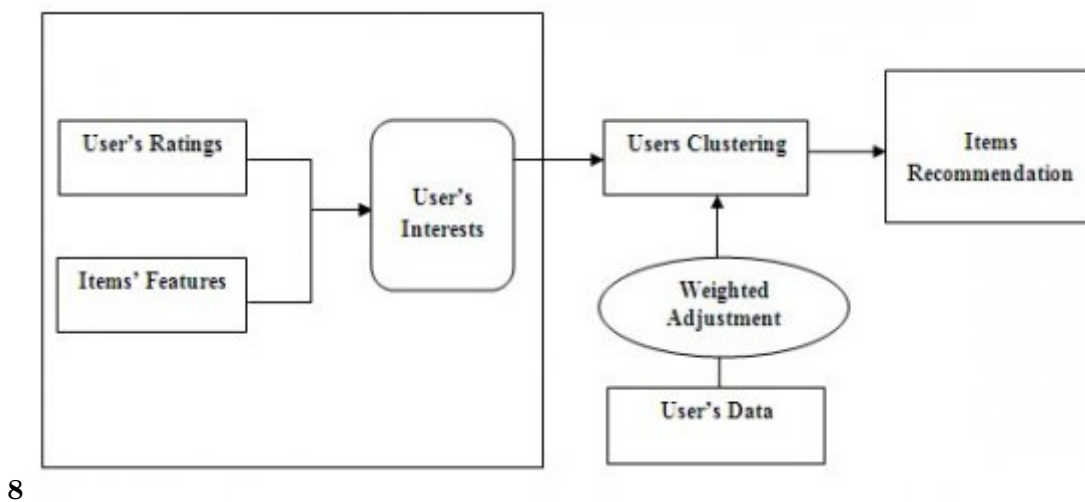 User's Ratings
Items' Features
User's
Interests
Users Clustering
Items
Recommendation
Weighted
Adjustment
User's Data
8